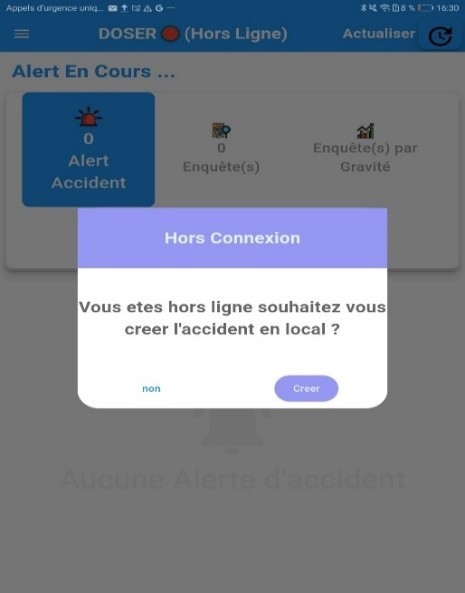 Appels d'urgence uniq... G ...
8% 16:30
DOSER (Hors Ligne) Actualiser
Alert En Cours ...
0
Alert
Accident
0
Enquête(s)
Enquête(s) par
Gravité
Hors Connexion
Vous etes hors ligne souhaitez vous
creer l'accident en local ?
non Creer
Aucune Alerte d'accident